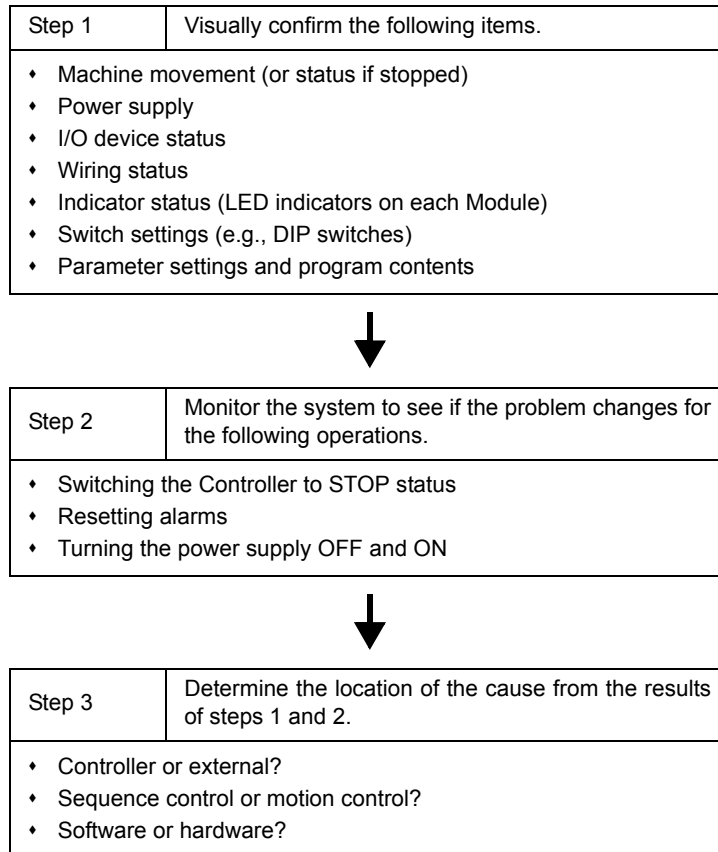 Step 1
Visually confirm the following items.
♦ Machine movement (or status if stopped)
♦ Power supply
♦ I/O device status
♦ Wiring status
♦ Indicator status (LED indicators on each Module)
♦ Switch settings (e.g., DIP switches)
♦ Parameter settings and program contents
Step 2
Monitor the system to see if the problem changes for
the following operations.
♦ Switching the Controller to STOP status
♦ Resetting alarms
♦ Turning the power supply OFF and ON
Step 3
Determine the location of the cause from the results
of steps 1 and 2.
♦ Controller or external?
♦ Sequence control or motion control?
♦ Software or hardware?